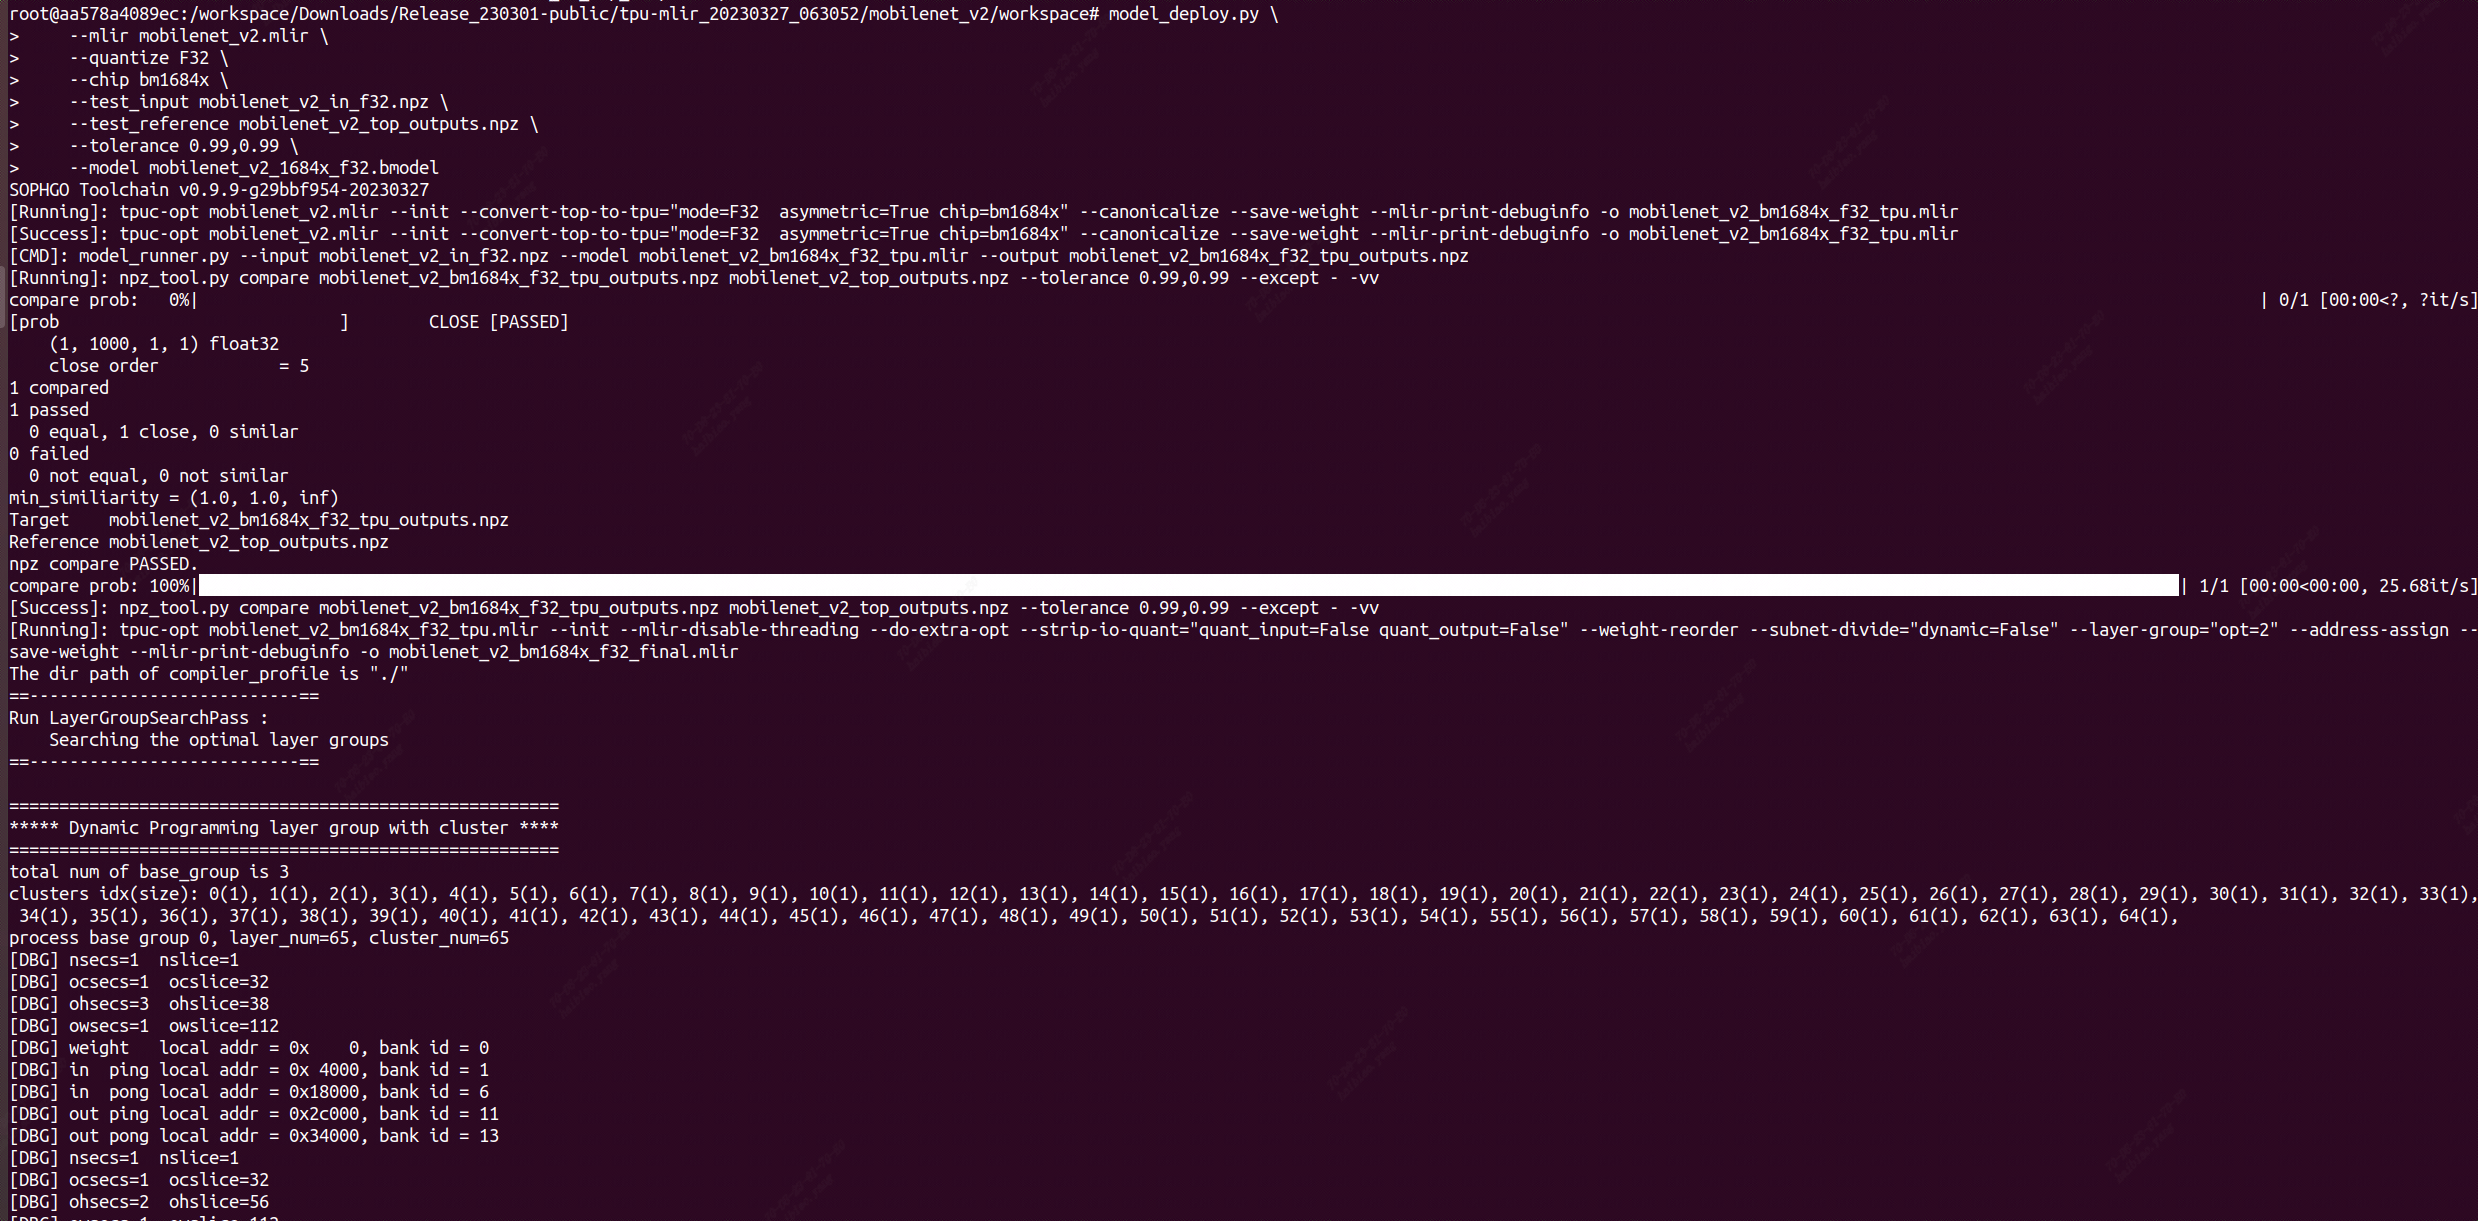 root@aa578a4089ec:/workspace/Downloads/Release_230301-public/tpu-mlir_20230327_063052/mobilenet_v2/workspace# model_deploy.py \
>     --mlir mobilenet_v2.mlir \
>     --quantize F32 \
>     --chip bm1684x \
>     --test_input mobilenet_v2_in_f32.npz \
>     --test_reference mobilenet_v2_top_outputs.npz \
>     --tolerance 0.99,0.99 \
>     --model mobilenet_v2_1684x_f32.bmodel
SOPHGO Toolchain v0.9.9-g29bbf954-20230327
[Running]: tpuc-opt mobilenet_v2.mlir --init --convert-top-to-tpu="mode=F32  asymmetric=True chip=bm1684x" --canonicalize --save-weight --mlir-print-debuginfo -o mobilenet_v2_bm1684x_f32_tpu.mlir
[Success]: tpuc-opt mobilenet_v2.mlir --init --convert-top-to-tpu="mode=F32  asymmetric=True chip=bm1684x" --canonicalize --save-weight --mlir-print-debuginfo -o mobilenet_v2_bm1684x_f32_tpu.mlir
[CMD]: model_runner.py --input mobilenet_v2_in_f32.npz --model mobilenet_v2_bm1684x_f32_tpu.mlir --output mobilenet_v2_bm1684x_f32_tpu_outputs.npz
[Running]: npz_tool.py compare mobilenet_v2_bm1684x_f32_tpu_outputs.npz mobilenet_v2_top_outputs.npz --tolerance 0.99,0.99 --except - -vv
compare prob:   0%|                                                  | 0/1 [00:00<?, ?it/s]
[prob                            ]        CLOSE [PASSED]
    (1, 1000, 1, 1) float32
    close order            = 5
1 compared
1 passed
  0 equal, 1 close, 0 similar
0 failed
  0 not equal, 0 not similar
min_similiarity = (1.0, 1.0, inf)
Target    mobilenet_v2_bm1684x_f32_tpu_outputs.npz
Reference mobilenet_v2_top_outputs.npz
npz compare PASSED.
compare prob: 100%|                                                  | 1/1 [00:00<00:00, 25.68it/s]
[Success]: npz_tool.py compare mobilenet_v2_bm1684x_f32_tpu_outputs.npz mobilenet_v2_top_outputs.npz --tolerance 0.99,0.99 --except - -vv
[Running]: tpuc-opt mobilenet_v2_bm1684x_f32_tpu.mlir --init --mlir-disable-threading --do-extra-opt --strip-io-quant="quant_input=False quant_output=False" --weight-reorder --subnet-divide="dynamic=False" --layer-group="opt=2" --address-assign --
save-weight --mlir-print-debuginfo -o mobilenet_v2_bm1684x_f32_final.mlir
The dir path of compiler_profile is "./"
==---------------------------==
Run LayerGroupSearchPass :
    Searching the optimal layer groups
==---------------------------==
=======================================================
***** Dynamic Programming layer group with cluster ****
=======================================================
total num of base_group is 3
clusters idx(size): 0(1), 1(1), 2(1), 3(1), 4(1), 5(1), 6(1), 7(1), 8(1), 9(1), 10(1), 11(1), 12(1), 13(1), 14(1), 15(1), 16(1), 17(1), 18(1), 19(1), 20(1), 21(1), 22(1), 23(1), 24(1), 25(1), 26(1), 27(1), 28(1), 29(1), 30(1), 31(1), 32(1), 33(1),
 34(1), 35(1), 36(1), 37(1), 38(1), 39(1), 40(1), 41(1), 42(1), 43(1), 44(1), 45(1), 46(1), 47(1), 48(1), 49(1), 50(1), 51(1), 52(1), 53(1), 54(1), 55(1), 56(1), 57(1), 58(1), 59(1), 60(1), 61(1), 62(1), 63(1), 64(1),
process base group 0, layer_num=65, cluster_num=65
[DBG] nsecs=1  nslice=1
[DBG] ocsecs=1  ocslice=32
[DBG] ohsecs=3  ohslice=38
[DBG] owsecs=1  owslice=112
[DBG] weight   local addr = 0x    0, bank id = 0
[DBG] in  ping local addr = 0x 4000, bank id = 1
[DBG] in  pong local addr = 0x18000, bank id = 6
[DBG] out ping local addr = 0x2c000, bank id = 11
[DBG] out pong local addr = 0x34000, bank id = 13
[DBG] nsecs=1  nslice=1
[DBG] ocsecs=1  ocslice=32
[DBG] ohsecs=2  ohslice=56
[DBG] owsecs=1  owslice=112